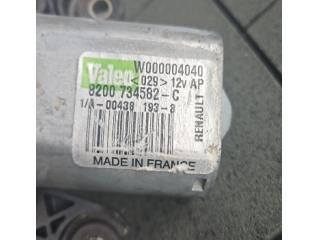 Valeo
W000004040
< 029 > 12v AP
8200 734582-C
1/A-00438 193-8
RENAULT
MADE IN FRANCE